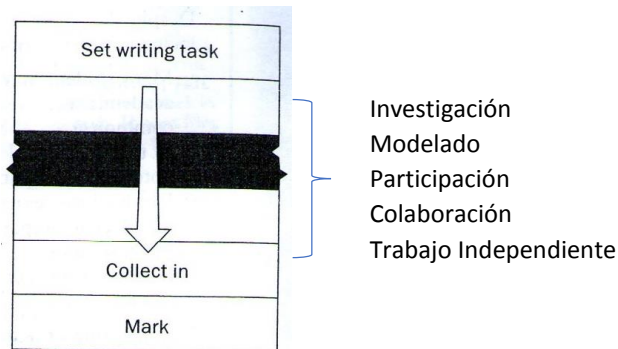 Set writing task
Investigación
Modelado
Participación
Colaboración
Trabajo Independiente
Collect in
Mark